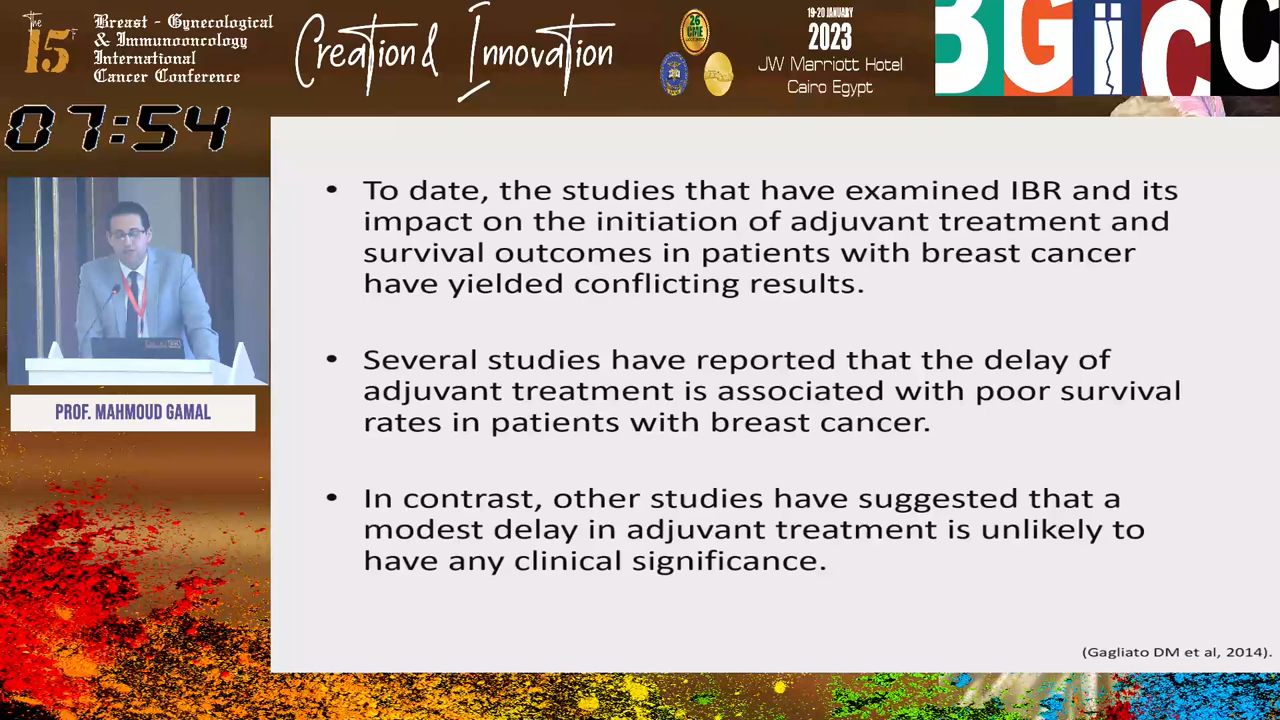 The
15th
Breast - Gynecological
& Immunooncology
International
Cancer Conference
Creation & Innovation
26
CME
19-20 JANUARY
2023
JW Marriott Hotel
Cairo Egypt
BGICC
07:54
PROF. MAHMOUD GAMAL
• To date, the studies that have examined IBR and its
impact on the initiation of adjuvant treatment and
survival outcomes in patients with breast cancer
have yielded conflicting results.
• Several studies have reported that the delay of
adjuvant treatment is associated with poor survival
rates in patients with breast cancer.
• In contrast, other studies have suggested that a
modest delay in adjuvant treatment is unlikely to
have any clinical significance.
(Gagliato DM et al, 2014).